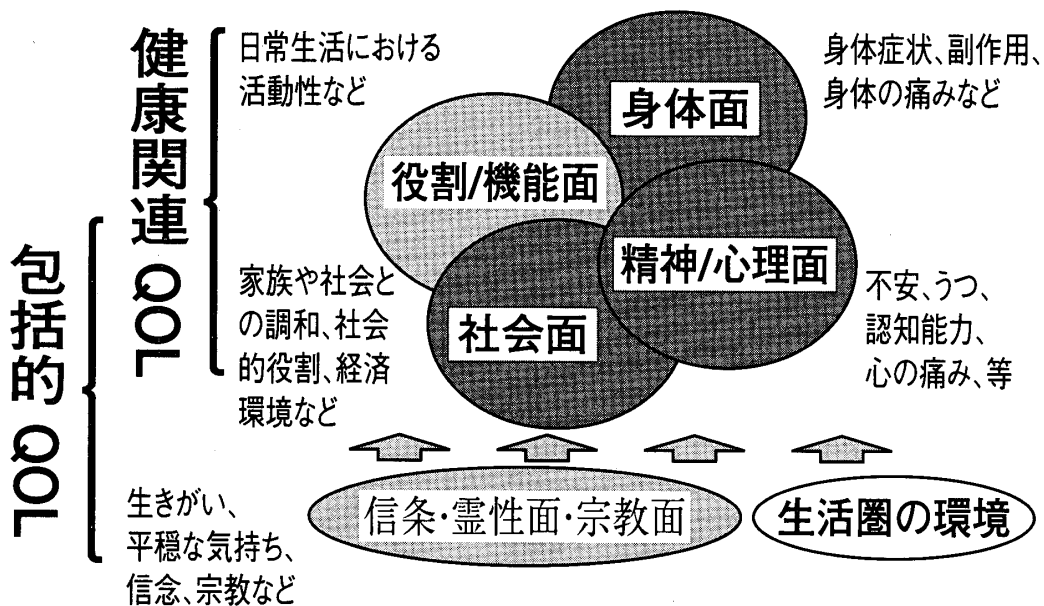 健康関連 QOL
包括的 QOL
日常生活における
活動性など
身体面
身体症状、副作用、
身体の痛みなど
役割/機能面
精神/心理面
家族や社会と
の調和、社会
的役割、経済
環境など
社会面
不安、うつ、
認知能力、
心の痛み、等
生きがい、
平穏な気持ち、
信念、宗教など
信条・霊性面・宗教面
生活圏の環境